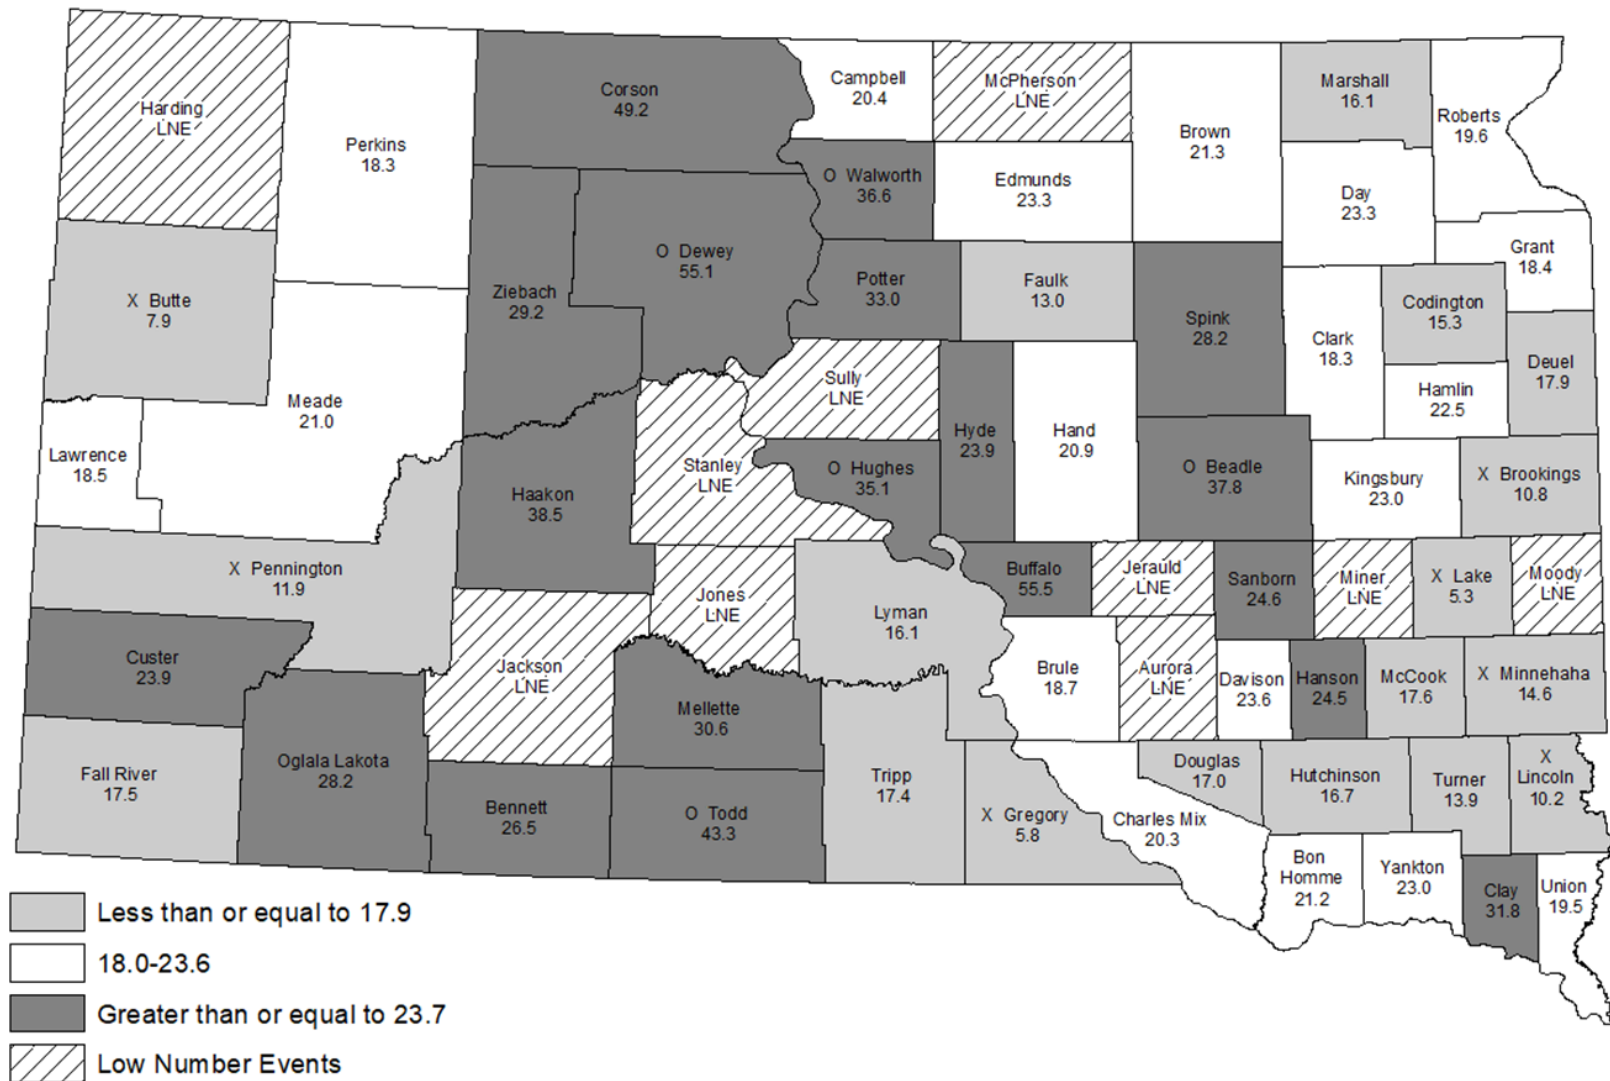 Harding
LNE
Perkins
18.3
Corson
49.2
Campbell
20.4
McPherson
LNE
Brown
21.3
Marshall
16.1
Roberts
19.6
O Walworth
36.6
Edmunds
23.3
Day
23.3
Grant
18.4
X Butte
7.9
Ziebach
29.2
O Dewey
55.1
Potter
33.0
Faulk
13.0
Spink
28.2
Clark
18.3
Codington
15.3
Deuel
17.9
Hamlin
22.5
Meade
21.0
Sully
LNE
Hyde
23.9
Hand
20.9
Lawrence
18.5
Haakon
38.5
Stanley
LNE
O Hughes
35.1
O Beadle
37.8
Kingsbury
23.0
X Brookings
10.8
X Pennington
11.9
Jones
LNE
Lyman
16.1
Buffalo
55.5
Jerauld
LNE
Sanborn
24.6
Miner
LNE
X Lake
5.3
Moody
LNE
Custer
23.9
Jackson
LNE
Mellette
30.6
Brule
18.7
Aurora
LNE
Davison
23.6
Hanson
24.5
McCook
17.6
X Minnehaha
14.6
Fall River
17.5
Oglala Lakota
28.2
Bennett
26.5
O Todd
43.3
Tripp
17.4
X Gregory
5.8
Charles Mix
20.3
Douglas
17.0
Hutchinson
16.7
Turner
13.9
X
Lincoln
10.2
Bon
Homme
21.2
Yankton
23.0
Clay
31.8
Union
19.5
Less than or equal to 17.9
18.0-23.6
Greater than or equal to 23.7
Low Number Events